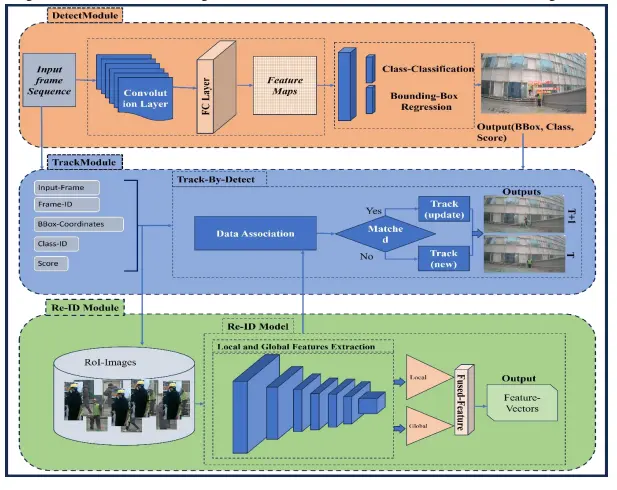 DetectModule
Input
frame
Sequence
Convolut
ion Layer
FC Layer
Feature
Maps
Class-Classification
Bounding-Box
Regression
Output(BBox, Class,
Score)
TrackModule
Track-By-Detect
Input-Frame
Frame-ID
BBox-Coordinates
Class-ID
Score
Data Association
Yes
Matche
d
No
Track
(update)
Track
(new)
Outputs
T+1
T
Re-ID Module
Re-ID Model
RoI-Images
Local and Global Features Extraction
Local
Global
Fused-Feature
Output
Feature-
Vectors